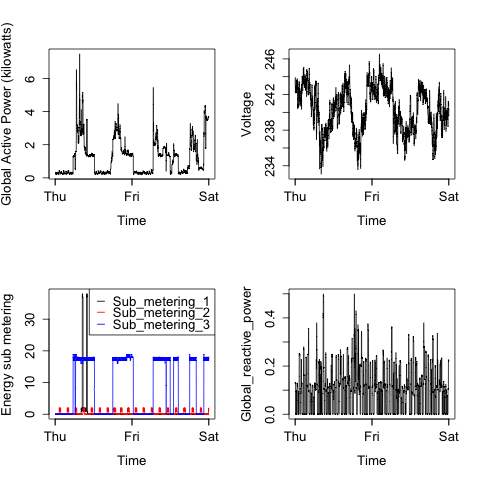 Global Active Power (kilowatts)
6
4
2
0
Thu
Fri
Sat
Time
Voltage
246
242
238
234
Thu
Fri
Sat
Time
Energy sub metering
30
20
10
0
Sub_metering_1
Sub_metering_2
Sub_metering_3
Thu
Fri
Sat
Time
Global_reactive_power
0.4
0.2
0.0
Thu
Fri
Sat
Time